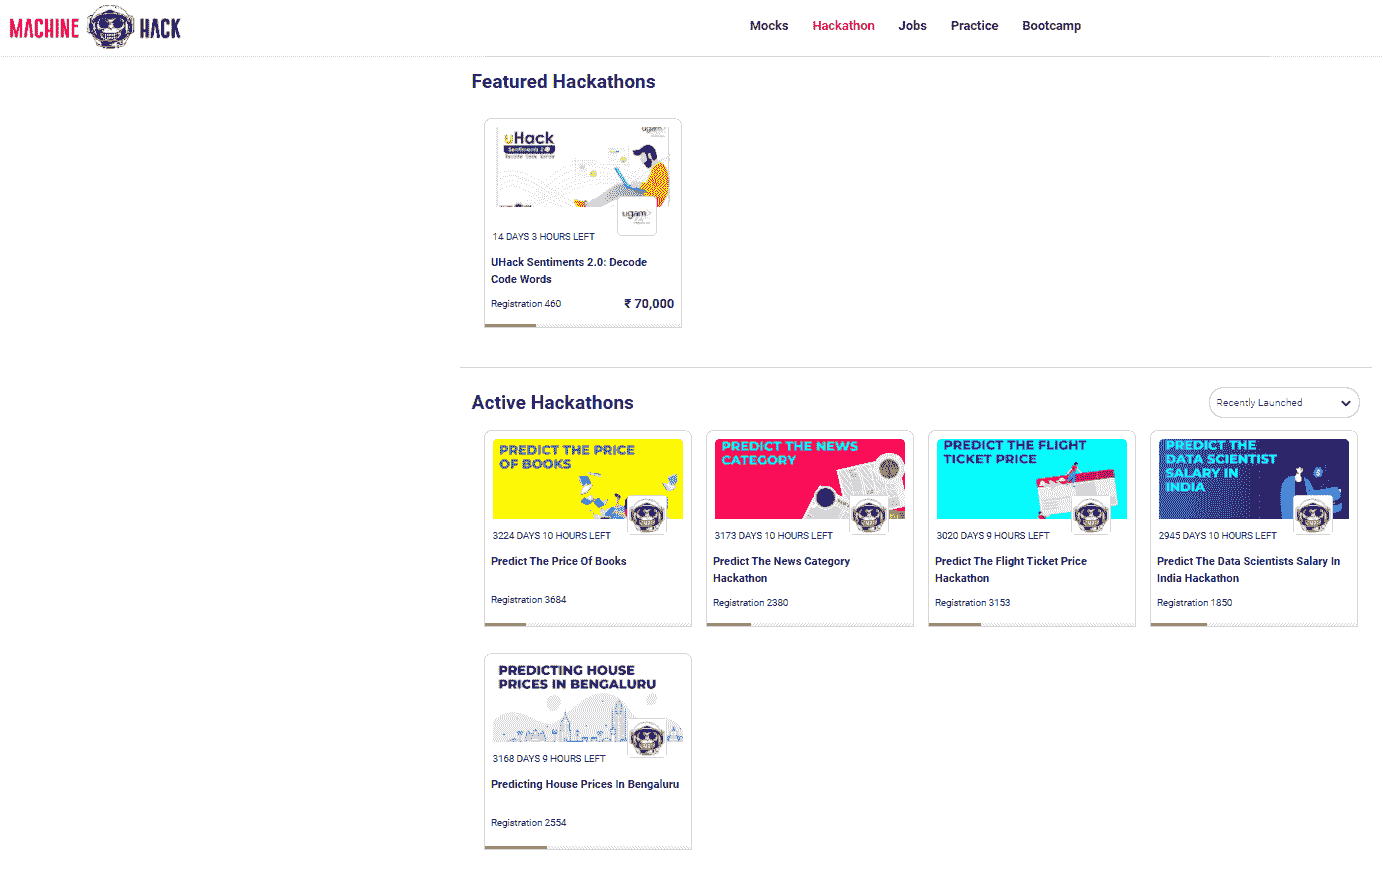 MACHINE HACK
Mocks Hackathon Jobs Practice Bootcamp
Featured Hackathons
uHack
Sentiments 2.0
ugam
ugam
14 DAYS 3 HOURS LEFT
UHack Sentiments 2.0: Decode
Code Words
Registration 460 ₹ 70,000
Active Hackathons
Recently Launched
PREDICT THE PRICE
OF BOOKS
3224 DAYS 10 HOURS LEFT
Predict The Price Of Books
Registration 3684
PREDICT THE NEWS
CATEGORY
3173 DAYS 10 HOURS LEFT
Predict The News Category
Hackathon
Registration 2380
PREDICT THE FLIGHT
TICKET PRICE
3020 DAYS 9 HOURS LEFT
Predict The Flight Ticket Price
Hackathon
Registration 3153
PREDICT THE
DATA SCIENTIST
SALARY IN
INDIA
2945 DAYS 10 HOURS LEFT
Predict The Data Scientists Salary In
India Hackathon
Registration 1850
PREDICTING HOUSE
PRICES IN BENGALURU
3168 DAYS 9 HOURS LEFT
Predicting House Prices In Bengaluru
Registration 2554